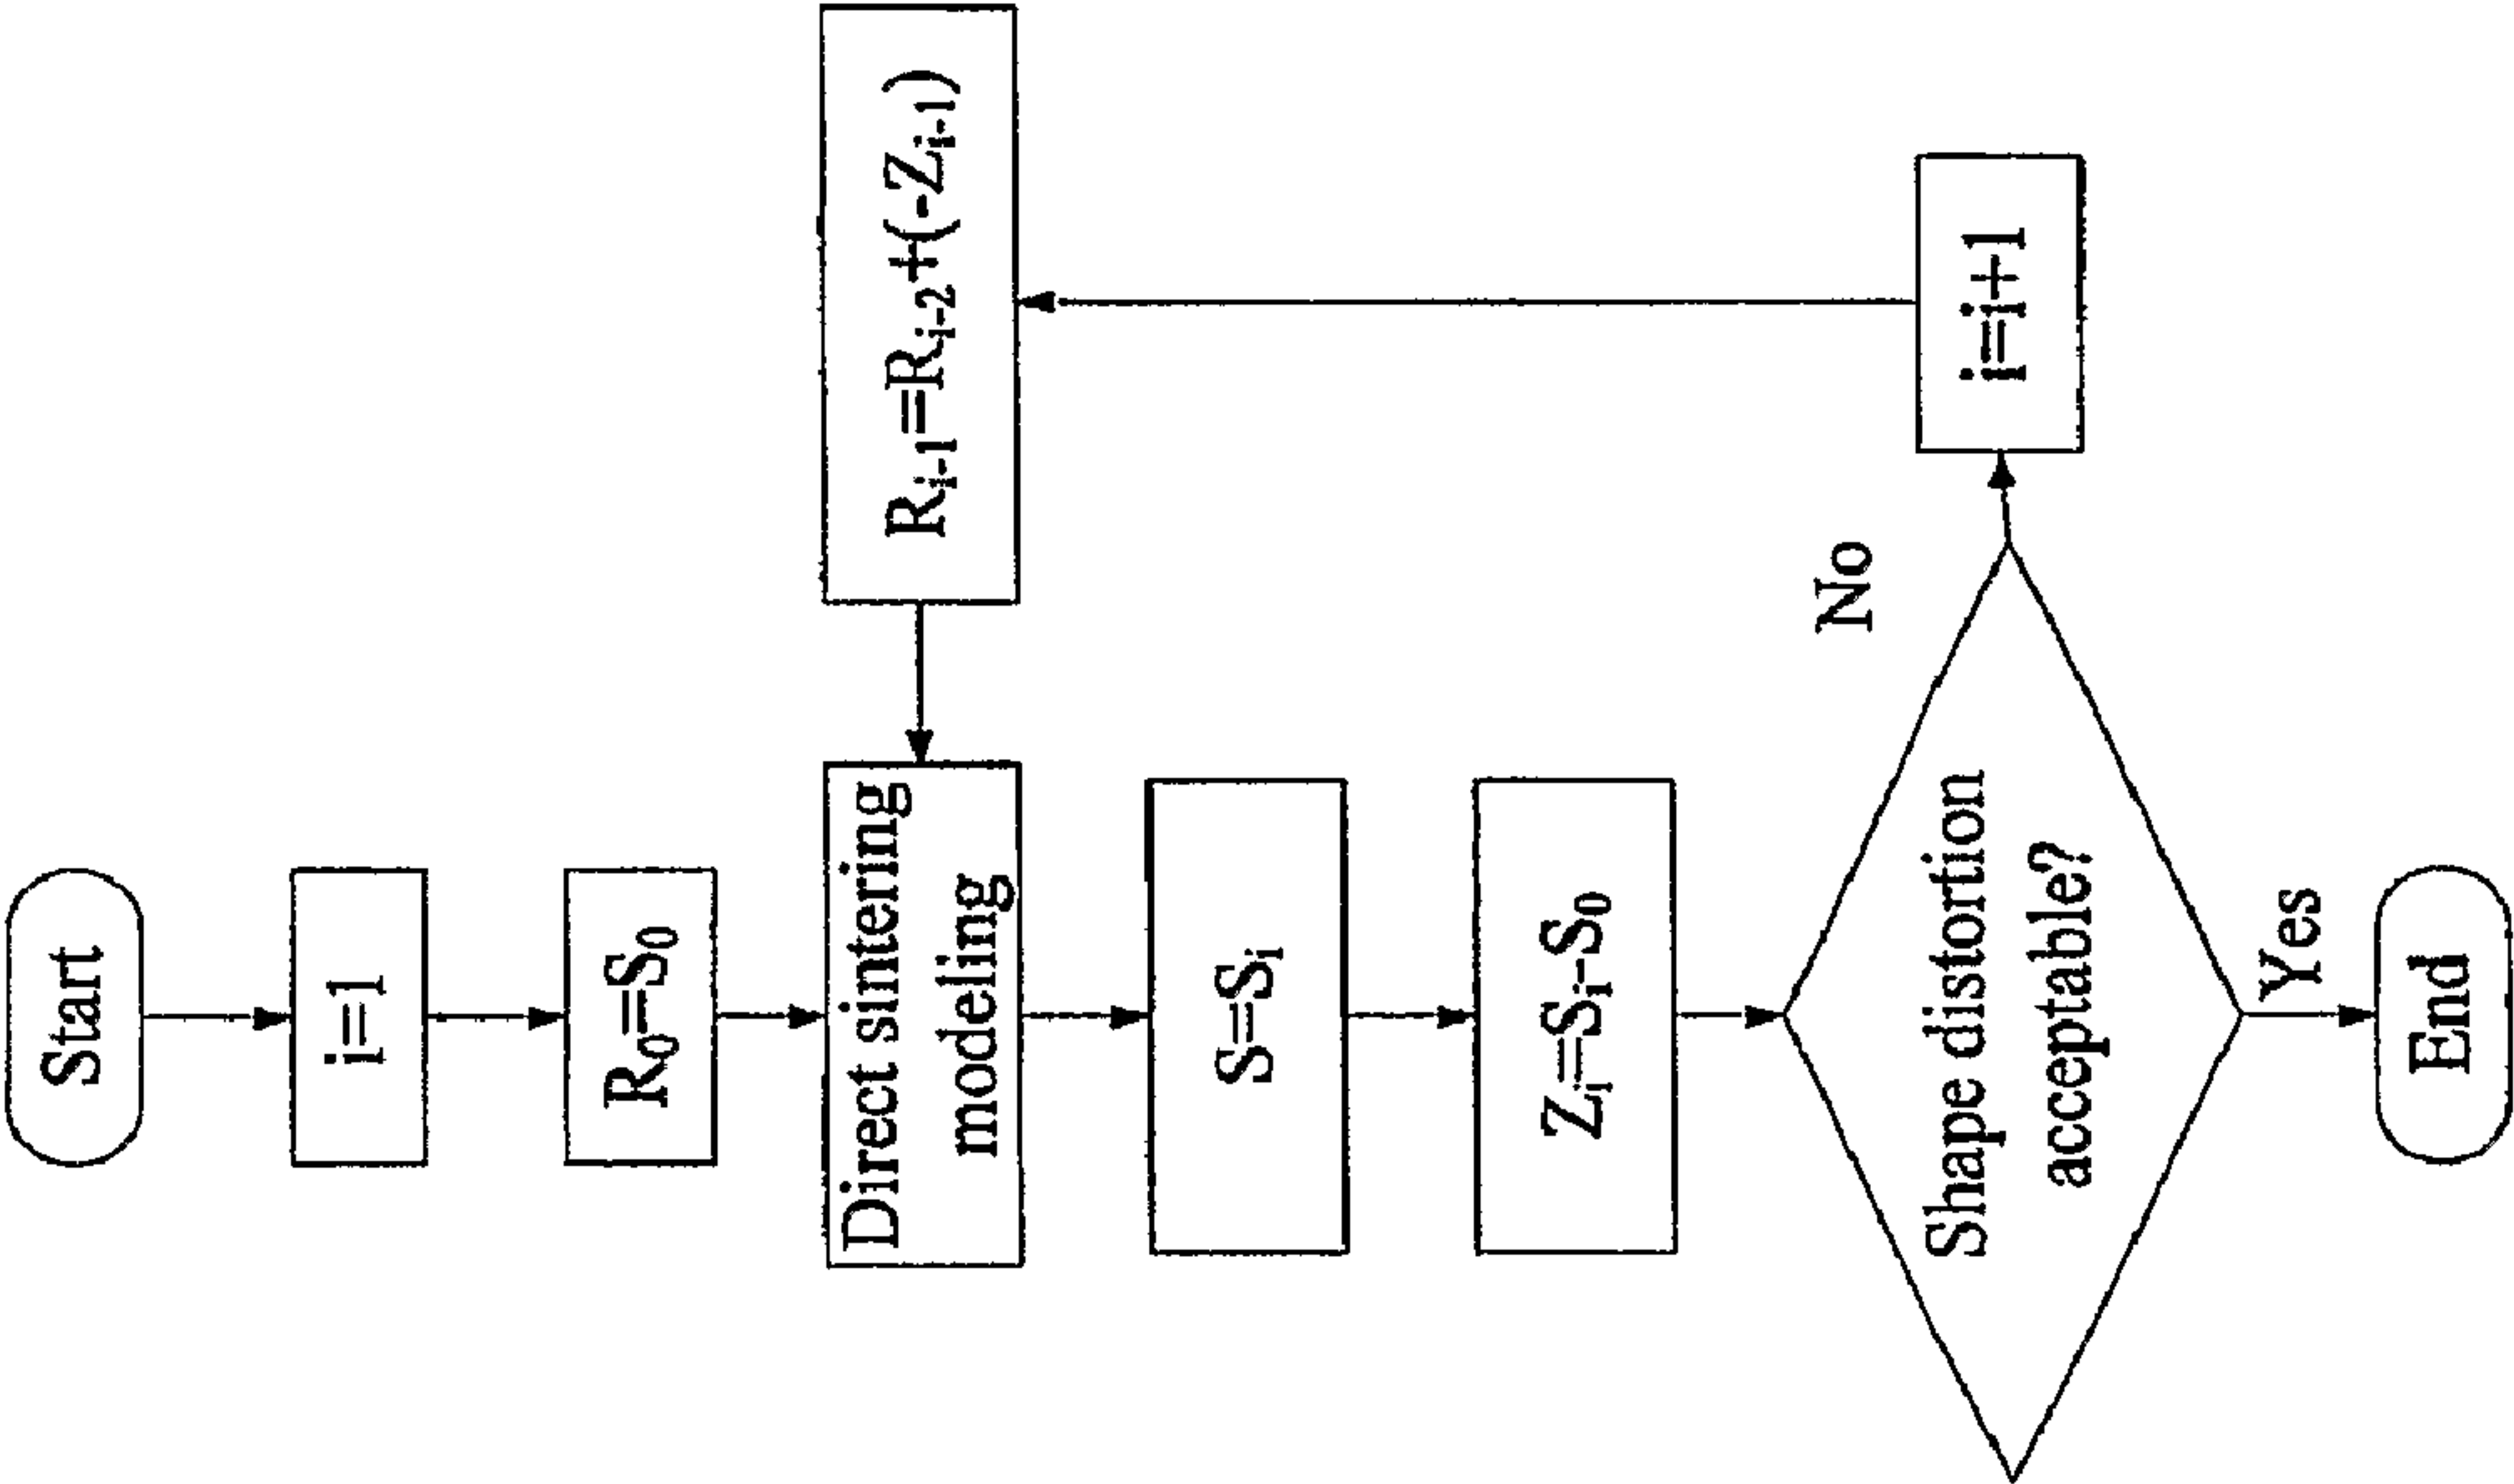 Start
i=1
R₀=S₀
Direct sintering
modeling
S=Sᵢ
Zᵢ=Sᵢ-S₀
Shape distortion
acceptable?
Yes
End
No
i=i+1
Rᵢ₋₁=Rᵢ₋₂+(-Zᵢ₋₁)